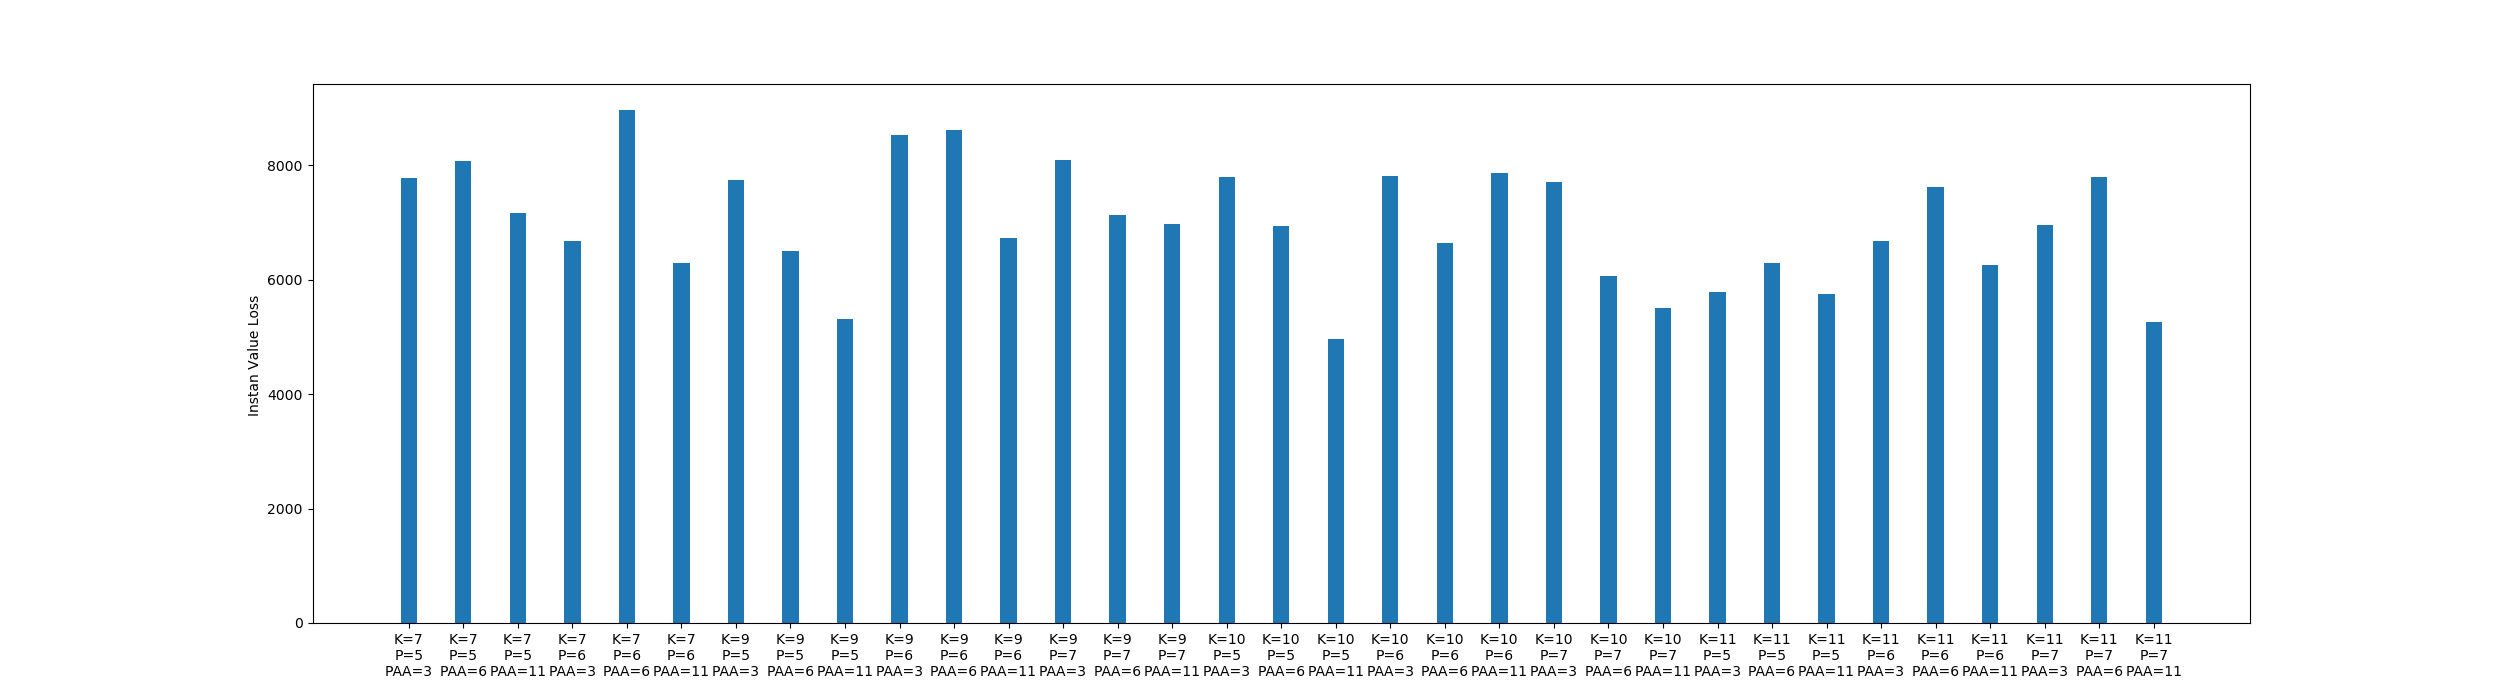 8000
6000
4000
2000
0
Instan Value Loss
K=7 K=7 K=7 K=7 K=7 K=7 K=9 K=9 K=9 K=9 K=9 K=9 K=9 K=9 K=9 K=10 K=10 K=10 K=10 K=10 K=10 K=10 K=10 K=10 K=11 K=11 K=11 K=11 K=11 K=11 K=11 K=11 K=11
P=5 P=5 P=5 P=6 P=6 P=6 P=5 P=5 P=5 P=6 P=6 P=6 P=7 P=7 P=7 P=5 P=5 P=5 P=6 P=6 P=6 P=7 P=7 P=7 P=5 P=5 P=5 P=6 P=6 P=6 P=7 P=7 P=7
PAA=3 PAA=6 PAA=11 PAA=3 PAA=6 PAA=11 PAA=3 PAA=6 PAA=11 PAA=3 PAA=6 PAA=11 PAA=3 PAA=6 PAA=11 PAA=3 PAA=6 PAA=11 PAA=3 PAA=6 PAA=11 PAA=3 PAA=6 PAA=11 PAA=3 PAA=6 PAA=11 PAA=3 PAA=6 PAA=11 PAA=3 PAA=6 PAA=11